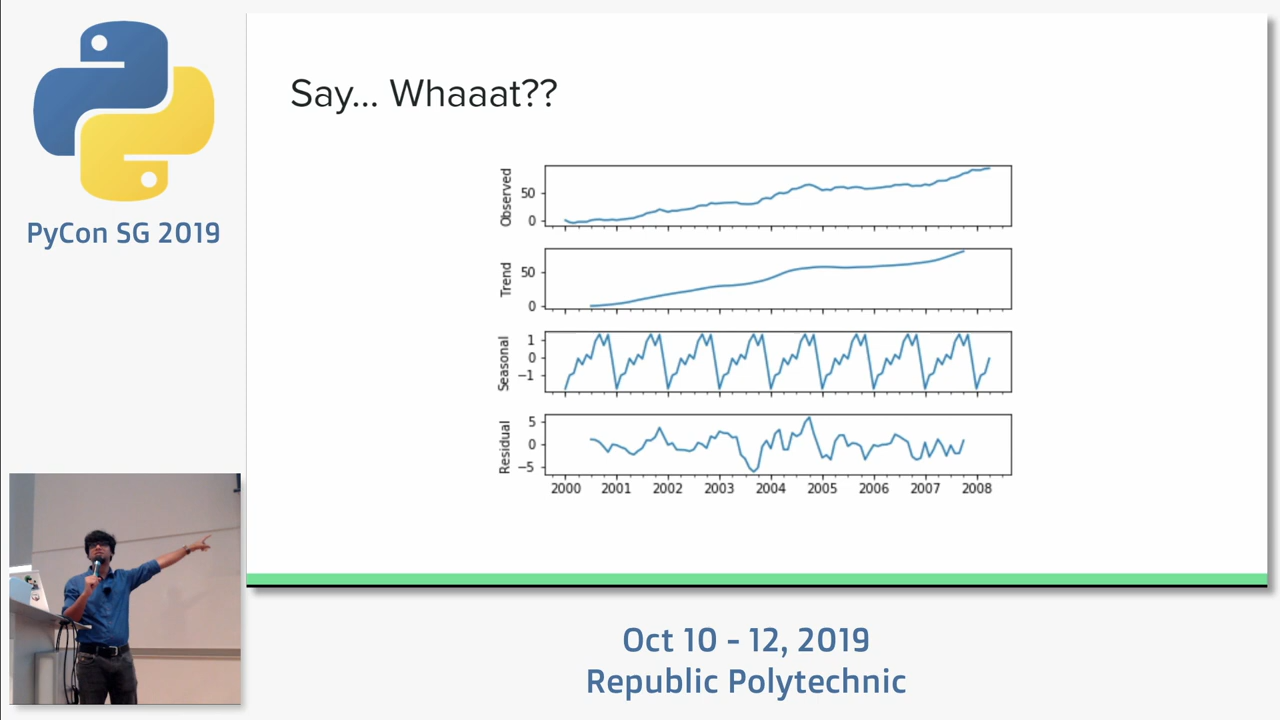 PyCon SG 2019
Say... Whaaat??
Observed
50
0
Trend
50
0
Seasonal
1
0
−1
Residual
5
0
−5
2000 2001 2002 2003 2004 2005 2006 2007 2008
Oct 10 - 12, 2019
Republic Polytechnic